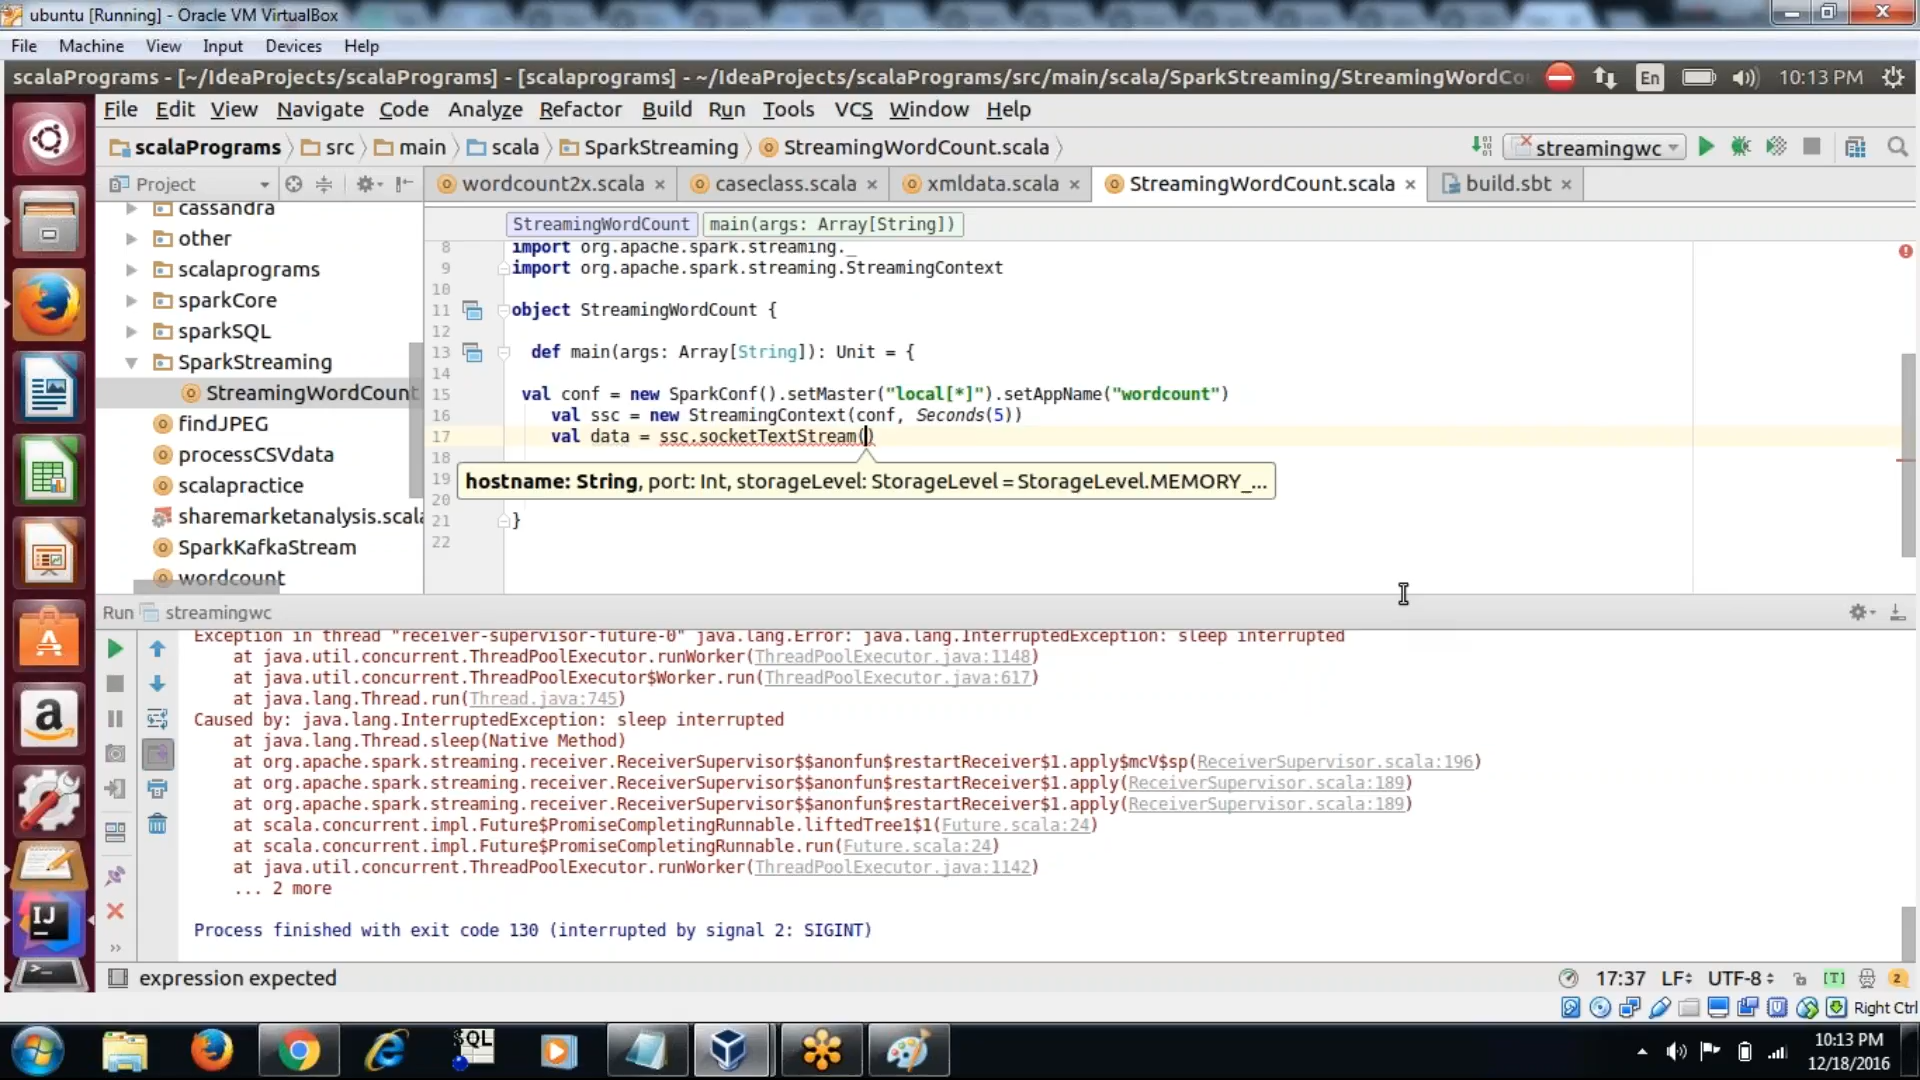 ubuntu [Running] - Oracle VM VirtualBox
File Machine View Input Devices Help
scalaPrograms - [~/IdeaProjects/scalaPrograms] - [scalaprograms] - ~/IdeaProjects/scalaPrograms/src/main/scala/SparkStreaming/StreamingWordCo
En 10:13 PM
File Edit View Navigate Code Analyze Refactor Build Run Tools VCS Window Help
scalaPrograms src main scala SparkStreaming StreamingWordCount.scala streamingwc
Project wordcount2x.scala caseclass.scala xmldata.scala StreamingWordCount.scala build.sbt
StreamingWordCount main(args: Array[String])
cassandra
other
scalaprograms
sparkCore
sparkSQL
SparkStreaming
StreamingWordCount
findJPEG
processCSVdata
scalapractice
sharemarketanalysis.scala
SparkKafkaStream
wordcount
8 import org.apache.spark.streaming._
9 import org.apache.spark.streaming.StreamingContext
10
11 object StreamingWordCount {
12
13 def main(args: Array[String]): Unit = {
14
15 val conf = new SparkConf().setMaster("local[*]").setAppName("wordcount")
16 val ssc = new StreamingContext(conf, Seconds(5))
17 val data = ssc.socketTextStream()
18
hostname: String, port: Int, storageLevel: StorageLevel = StorageLevel.MEMORY_...
19
20
21 }
22
Run streamingwc
Exception in thread "receiver-supervisor-future-0" java.lang.Error: java.lang.InterruptedException: sleep interrupted
at java.util.concurrent.ThreadPoolExecutor.runWorker(ThreadPoolExecutor.java:1148)
at java.util.concurrent.ThreadPoolExecutor$Worker.run(ThreadPoolExecutor.java:617)
at java.lang.Thread.run(Thread.java:745)
Caused by: java.lang.InterruptedException: sleep interrupted
at java.lang.Thread.sleep(Native Method)
at org.apache.spark.streaming.receiver.ReceiverSupervisor$$anonfun$restartReceiver$1.apply$mcV$sp(ReceiverSupervisor.scala:196)
at org.apache.spark.streaming.receiver.ReceiverSupervisor$$anonfun$restartReceiver$1.apply(ReceiverSupervisor.scala:189)
at org.apache.spark.streaming.receiver.ReceiverSupervisor$$anonfun$restartReceiver$1.apply(ReceiverSupervisor.scala:189)
at scala.concurrent.impl.Future$PromiseCompletingRunnable.liftedTree1$1(Future.scala:24)
at scala.concurrent.impl.Future$PromiseCompletingRunnable.run(Future.scala:24)
at java.util.concurrent.ThreadPoolExecutor.runWorker(ThreadPoolExecutor.java:1142)
... 2 more
Process finished with exit code 130 (interrupted by signal 2: SIGINT)
expression expected 17:37 LF UTF-8 [T] 2
Right Ctrl
10:13 PM
12/18/2016